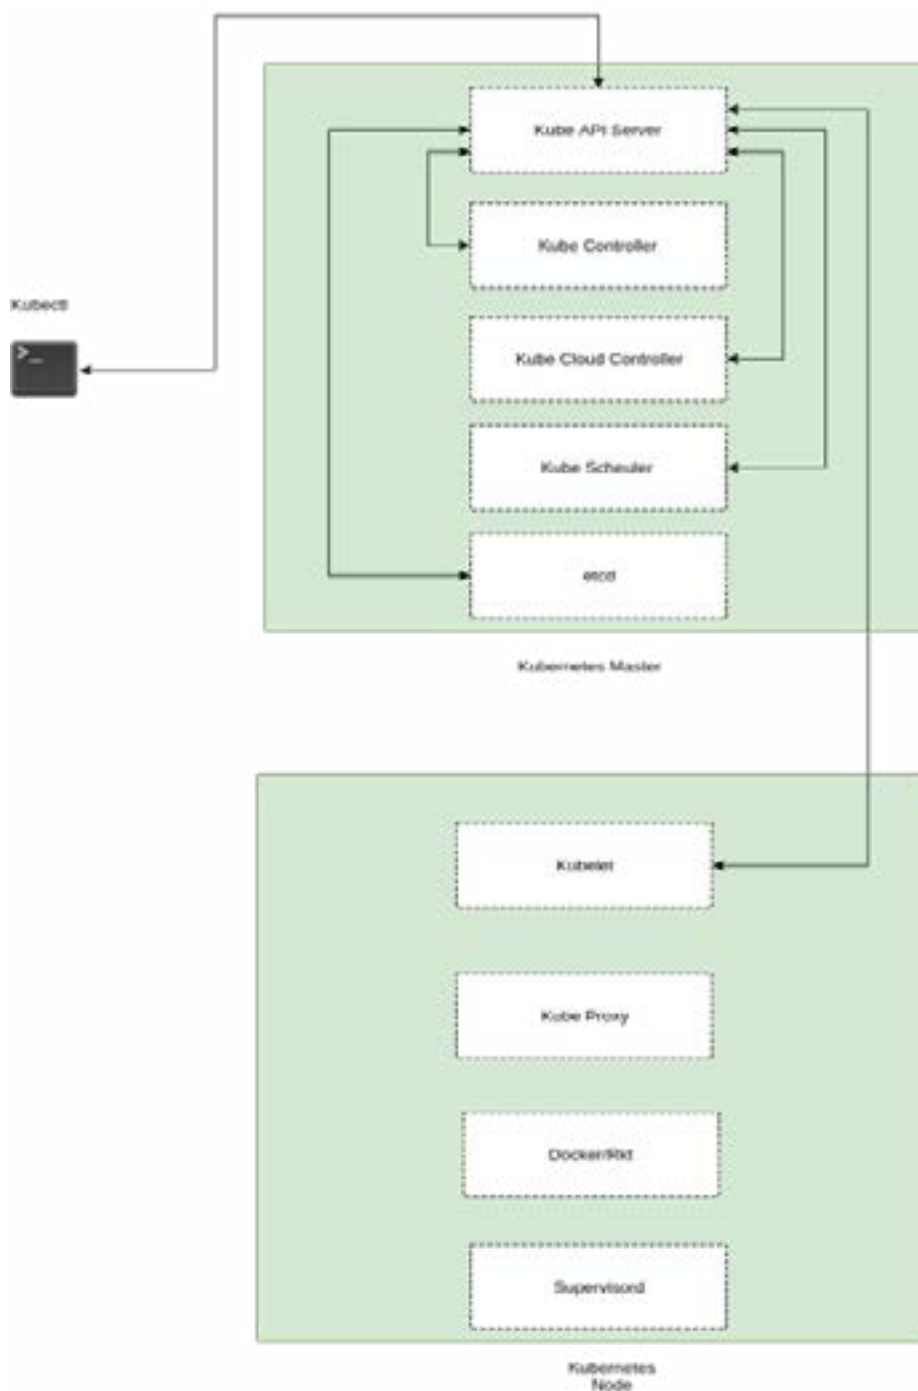 Kube API Server
Kube Controller
Kubectl
>_
Kube Cloud Controller
Kube Scheuler
etcd
Kubernetes Master
Kubelet
Kube Proxy
Docker/Rkt
Supervisord
Kubernetes
Node